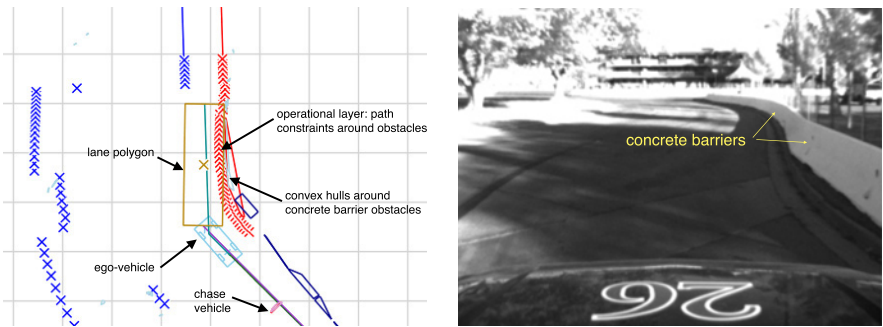 operational layer: path
constraints around obstacles
lane polygon
convex hulls around
concrete barrier obstacles
ego-vehicle
chase
vehicle
concrete barriers
26